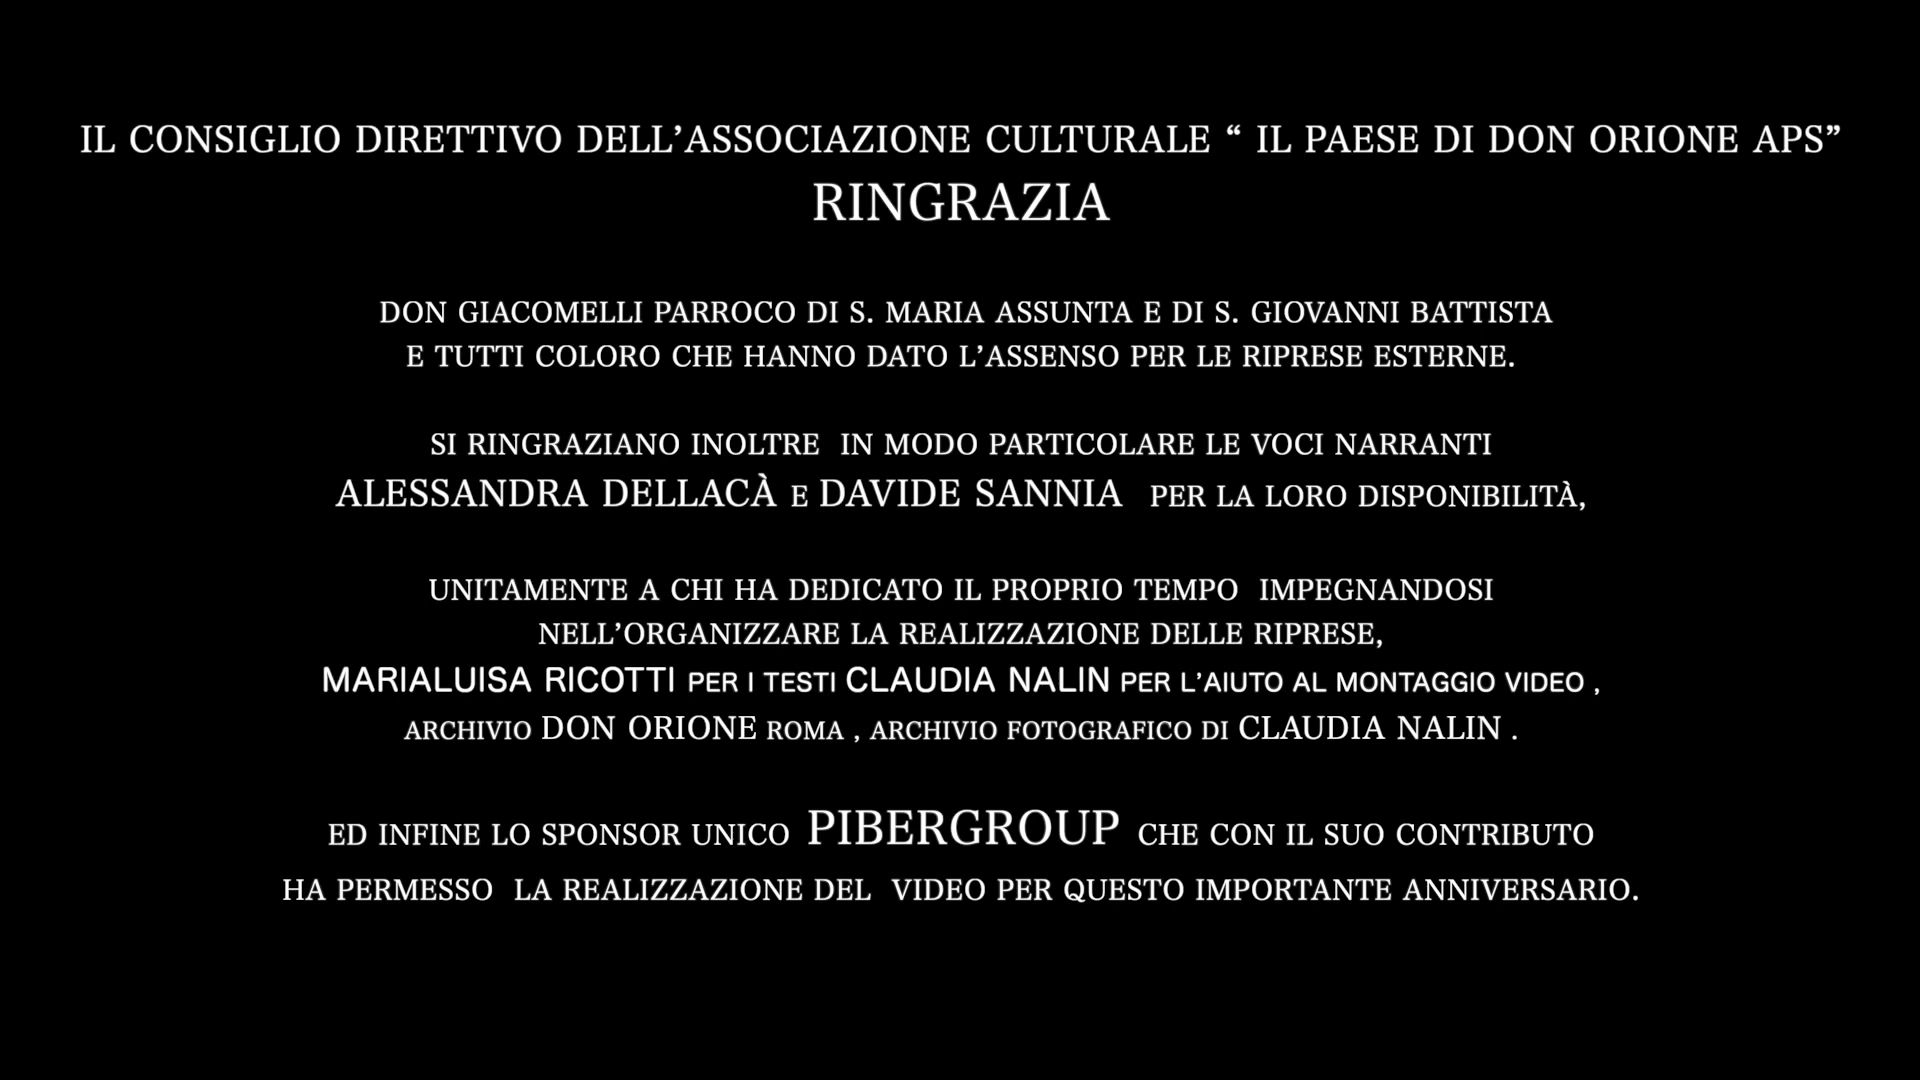 IL CONSIGLIO DIRETTIVO DELL’ASSOCIAZIONE CULTURALE “ IL PAESE DI DON ORIONE APS”
RINGRAZIA
DON GIACOMELLI PARROCO DI S. MARIA ASSUNTA E DI S. GIOVANNI BATTISTA
E TUTTI COLORO CHE HANNO DATO L’ASSENSO PER LE RIPRESE ESTERNE.
SI RINGRAZIANO INOLTRE  IN MODO PARTICOLARE LE VOCI NARRANTI
ALESSANDRA DELLACÀ E DAVIDE SANNIA  PER LA LORO DISPONIBILITÀ,
UNITAMENTE A CHI HA DEDICATO IL PROPRIO TEMPO  IMPEGNANDOSI
NELL’ORGANIZZARE LA REALIZZAZIONE DELLE RIPRESE,
MARIALUISA RICOTTI PER I TESTI CLAUDIA NALIN PER L’AIUTO AL MONTAGGIO VIDEO ,
ARCHIVIO DON ORIONE ROMA , ARCHIVIO FOTOGRAFICO DI CLAUDIA NALIN .
ED INFINE LO SPONSOR UNICO  PIBERGROUP  CHE CON IL SUO CONTRIBUTO
HA PERMESSO  LA REALIZZAZIONE DEL  VIDEO PER QUESTO IMPORTANTE ANNIVERSARIO.